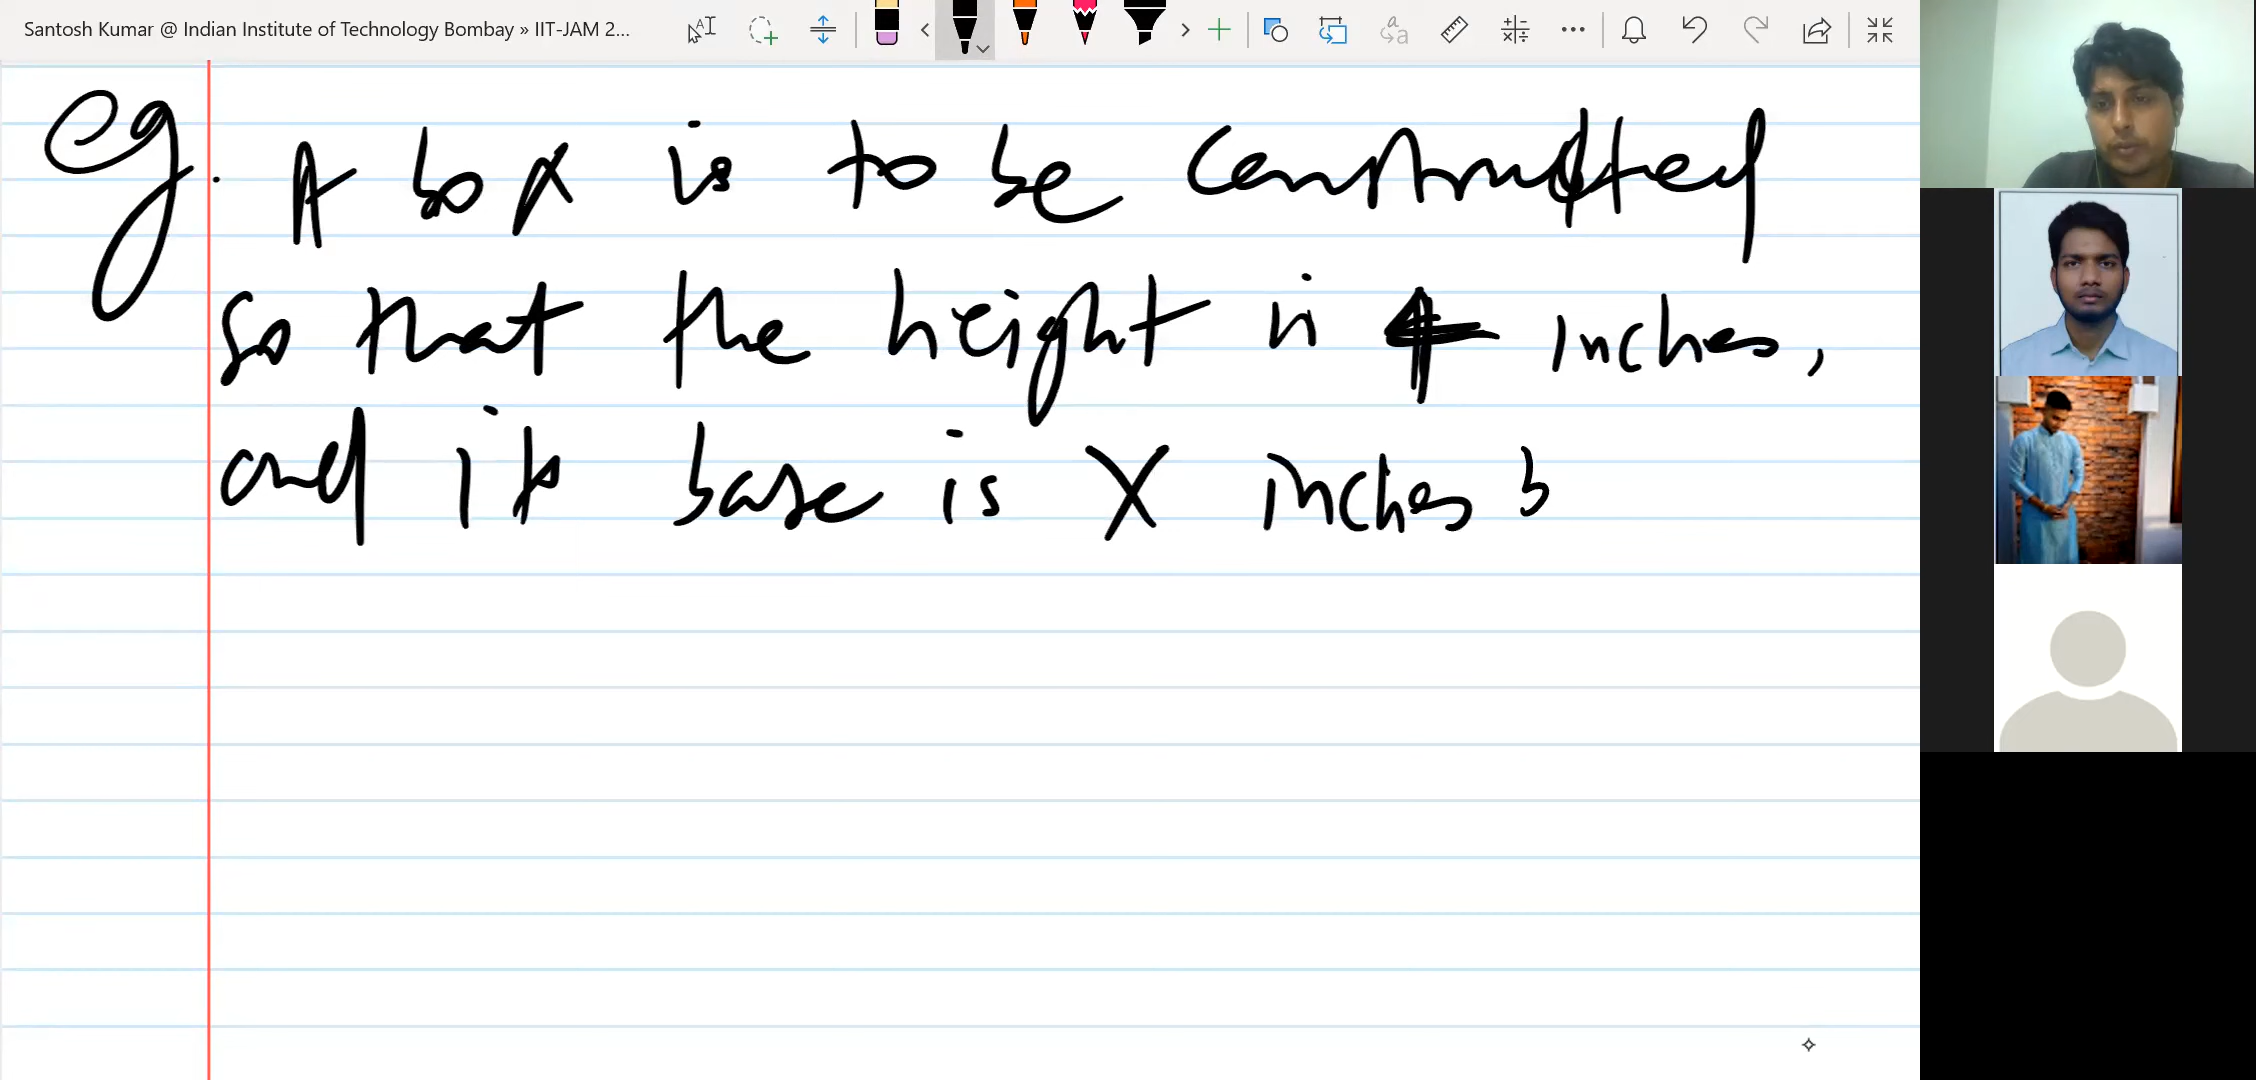 Santosh Kumar @ Indian Institute of Technology Bombay » IIT-JAM 2...
eg. A box is to be constructed
so that the height is 4 inches,
and its base is X inches b